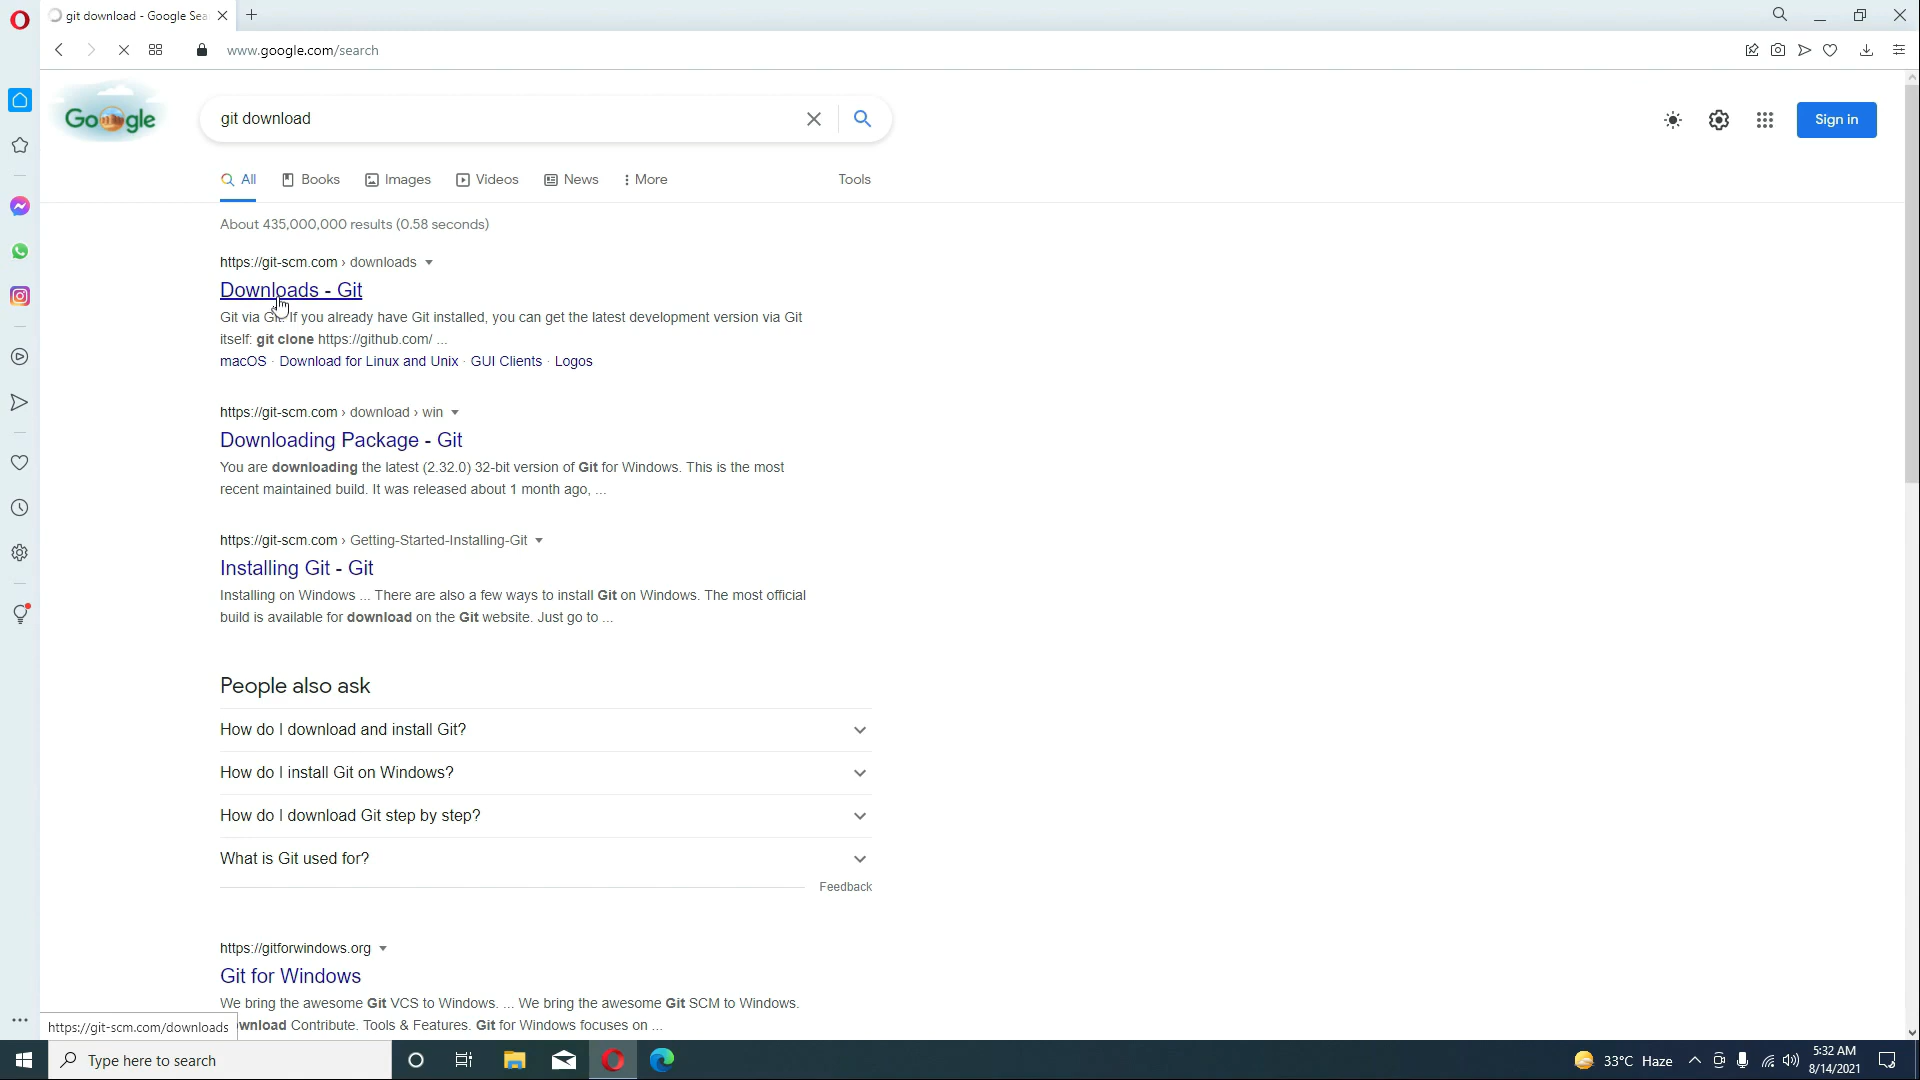 git download - Google Sea
www.google.com/search
Google
git download
Sign in
All
Books
Images
Videos
News
More
Tools
About 435,000,000 results (0.58 seconds)
https://git-scm.com › downloads
Downloads - Git
Git via Git. If you already have Git installed, you can get the latest development version via Git
itself: git clone https://github.com/ ...
macOS · Download for Linux and Unix · GUI Clients · Logos
https://git-scm.com › download › win
Downloading Package - Git
You are downloading the latest (2.32.0) 32-bit version of Git for Windows. This is the most
recent maintained build. It was released about 1 month ago, ...
https://git-scm.com › Getting-Started-Installing-Git
Installing Git - Git
Installing on Windows ... There are also a few ways to install Git on Windows. The most official
build is available for download on the Git website. Just go to ...
People also ask
How do I download and install Git?
How do I install Git on Windows?
How do I download Git step by step?
What is Git used for?
Feedback
https://gitforwindows.org
Git for Windows
We bring the awesome Git VCS to Windows. ... We bring the awesome Git SCM to Windows.
wnload Contribute. Tools & Features. Git for Windows focuses on ...
https://git-scm.com/downloads
Type here to search
33°C Haze
5:32 AM
8/14/2021